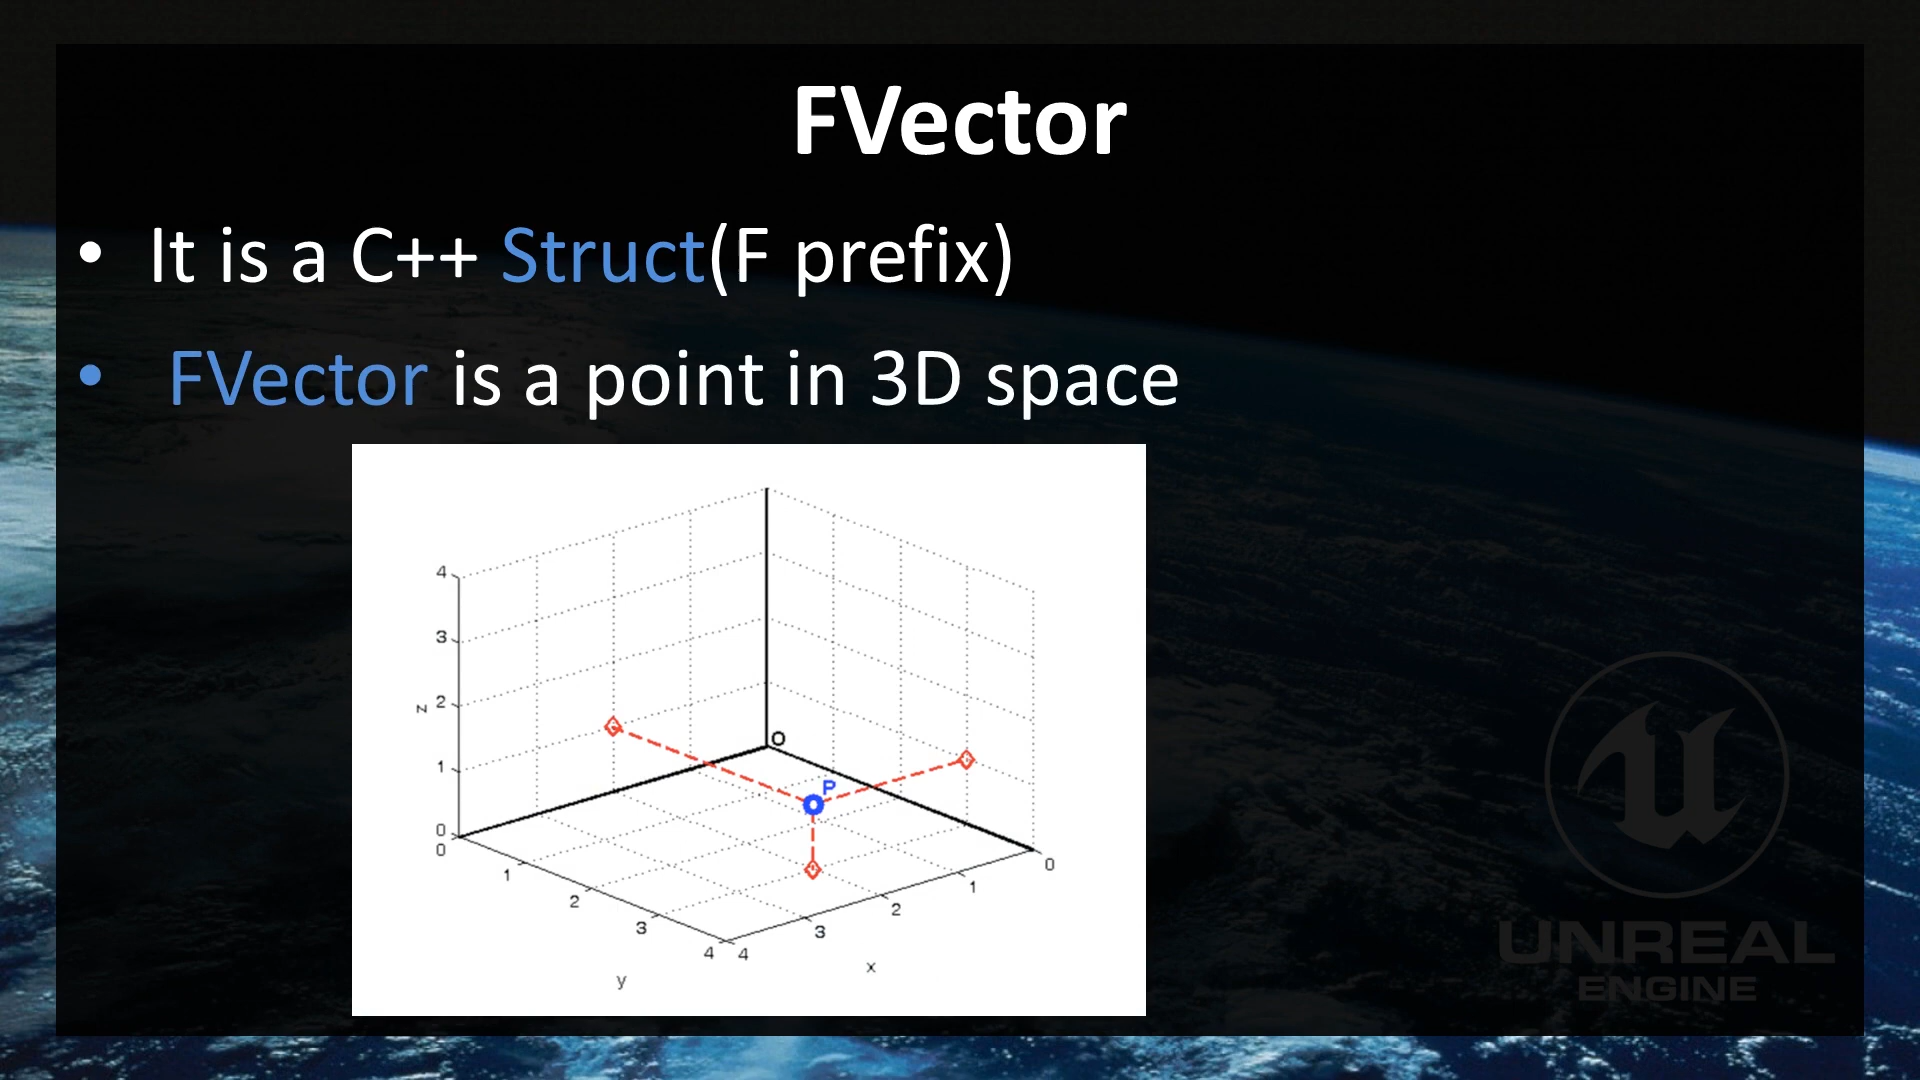 FVector
• It is a C++ Struct(F prefix)
• FVector is a point in 3D space
4
3
z 2
O
1
P
0
0
0
1
1
2
2
3
3
4 4
x
y
UNREAL
ENGINE